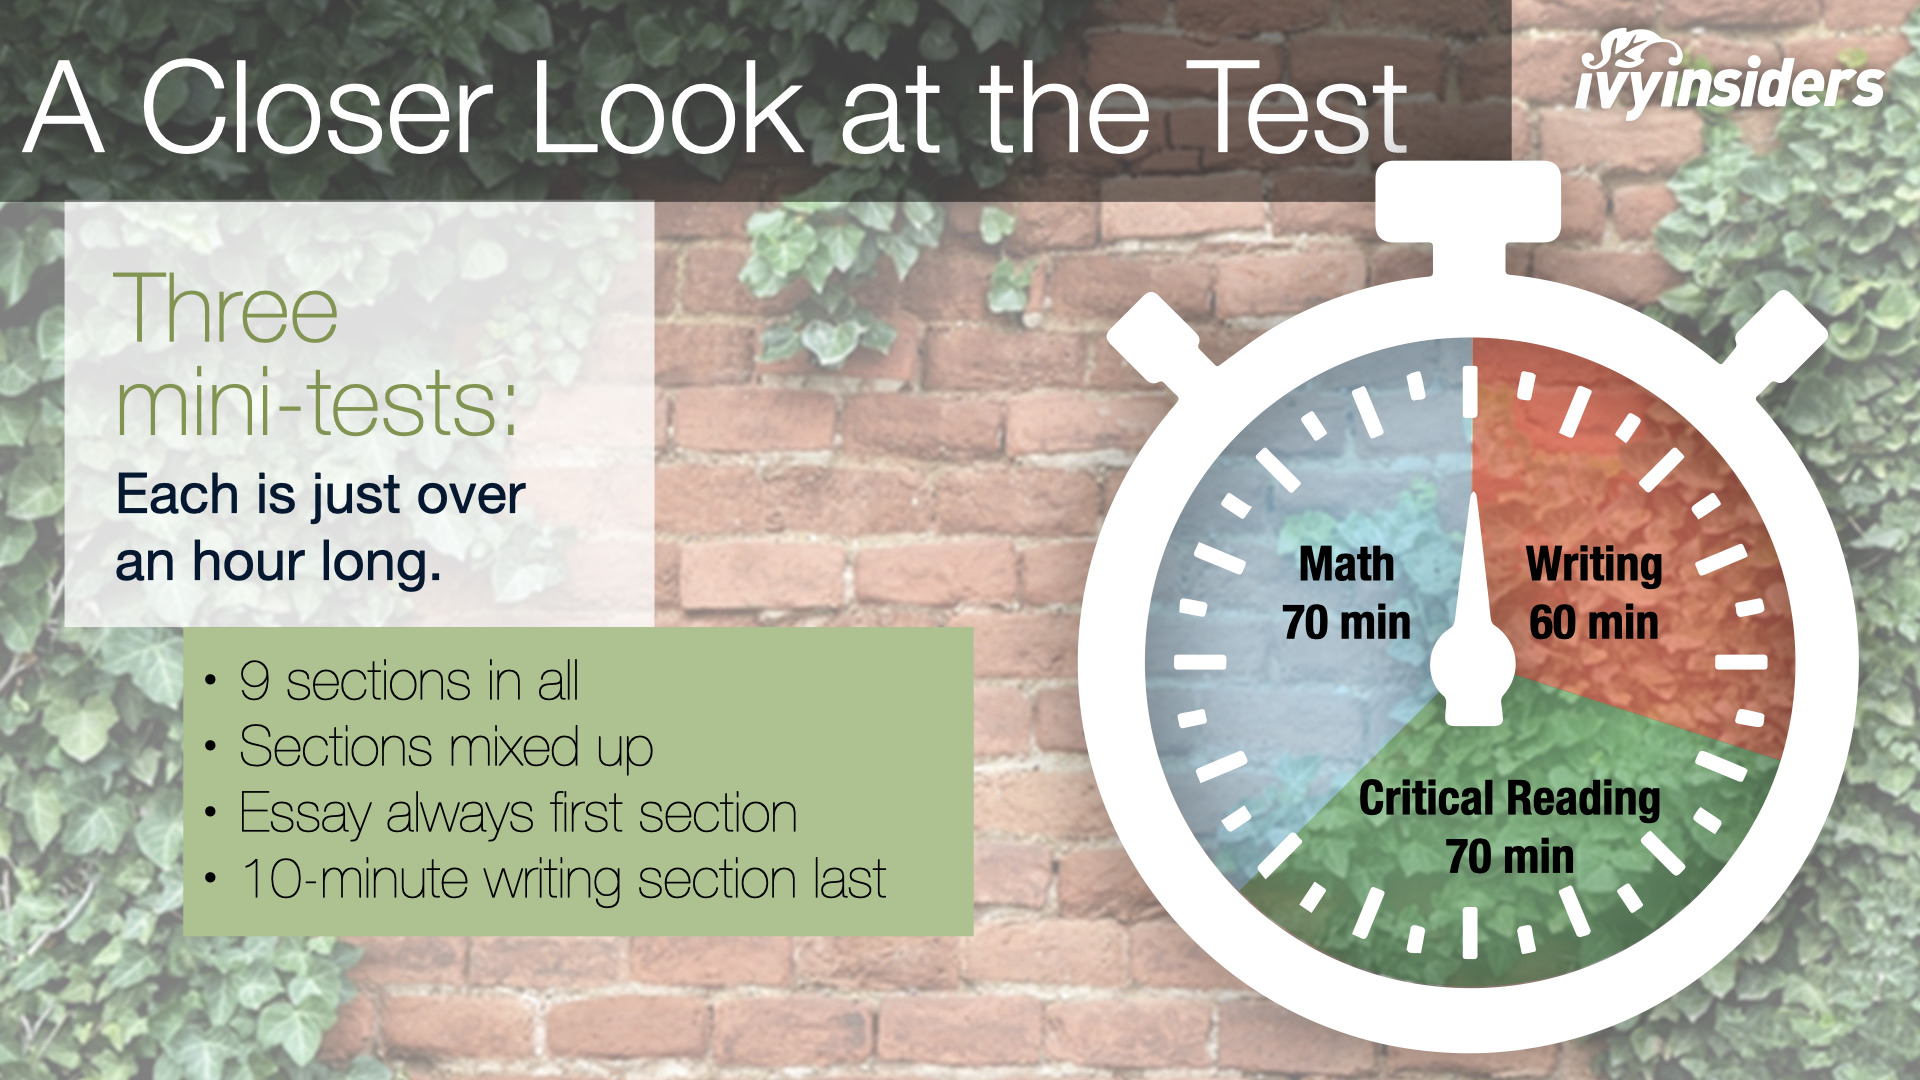 A Closer Look at the Test
ivyinsiders
Three
mini-tests:
Each is just over
an hour long.
• 9 sections in all
• Sections mixed up
• Essay always first section
• 10-minute writing section last
Math
70 min
Writing
60 min
Critical Reading
70 min